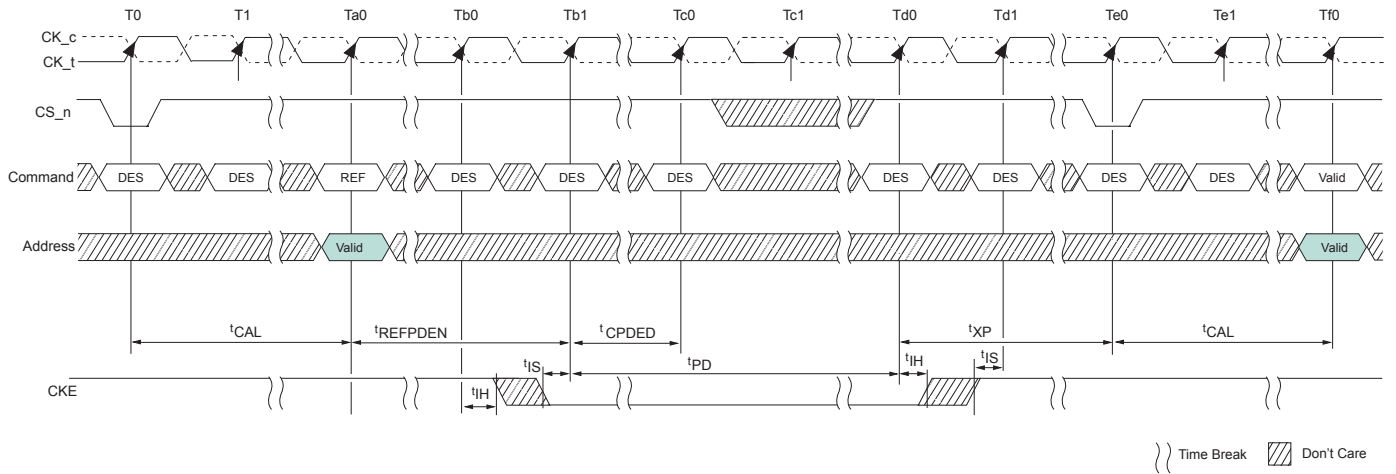 T0 T1 Ta0 Tb0 Tb1 Tc0 Tc1 Td0 Td1 Te0 Te1 Tf0
CK_c
CK_t
CS_n
Command DES DES REF DES DES DES DES DES DES DES Valid
Address Valid Valid
tCAL tREFPDEN tCPDED tXP tCAL
tIS tPD tIH tIS
CKE tIH
Time Break Don't Care